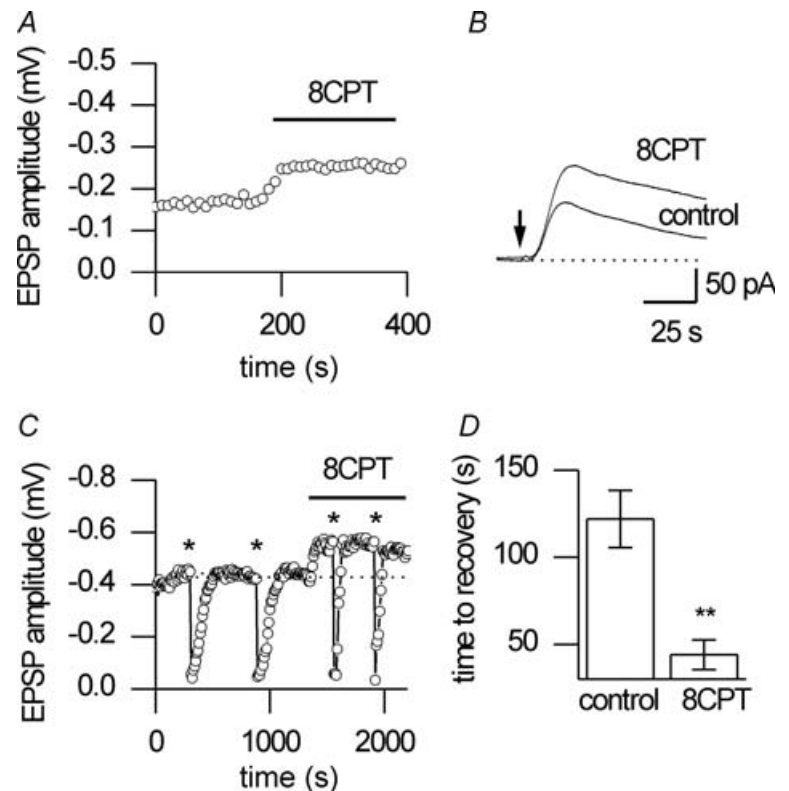 A
EPSP amplitude (mV)
-0.5
-0.4
-0.3
-0.2
-0.1
0.0
8CPT
0 200 400
time (s)
B
8CPT
control
50 pA
25 s
C
EPSP amplitude (mV)
-0.8
-0.6
-0.4
-0.2
0.0
8CPT
* * * *
0 1000 2000
time (s)
D
time to recovery (s)
150
100
50
**
control 8CPT